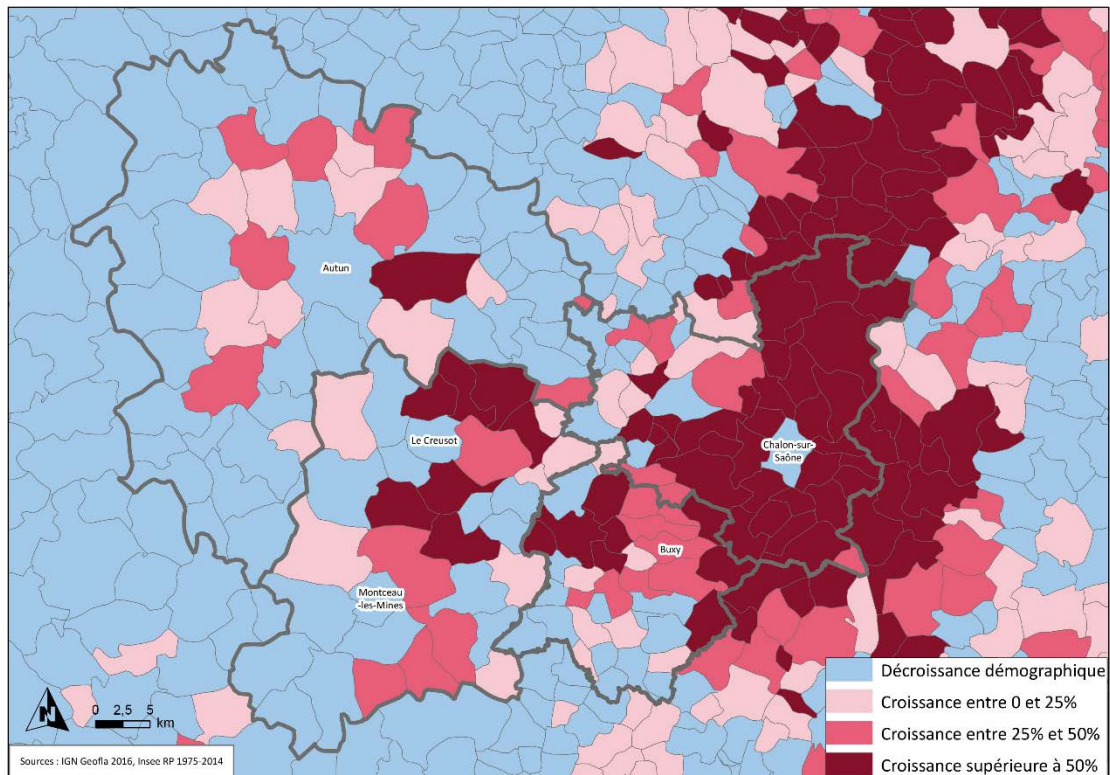 Autun
Le Creusot
Chalon-sur-
Saône
Buxy
Montceau
-les-Mines
N
0 2,5 5
km
Décroissance démographique
Croissance entre 0 et 25%
Croissance entre 25% et 50%
Croissance supérieure à 50%
Sources : IGN Geofla 2016, Insee RP 1975-2014